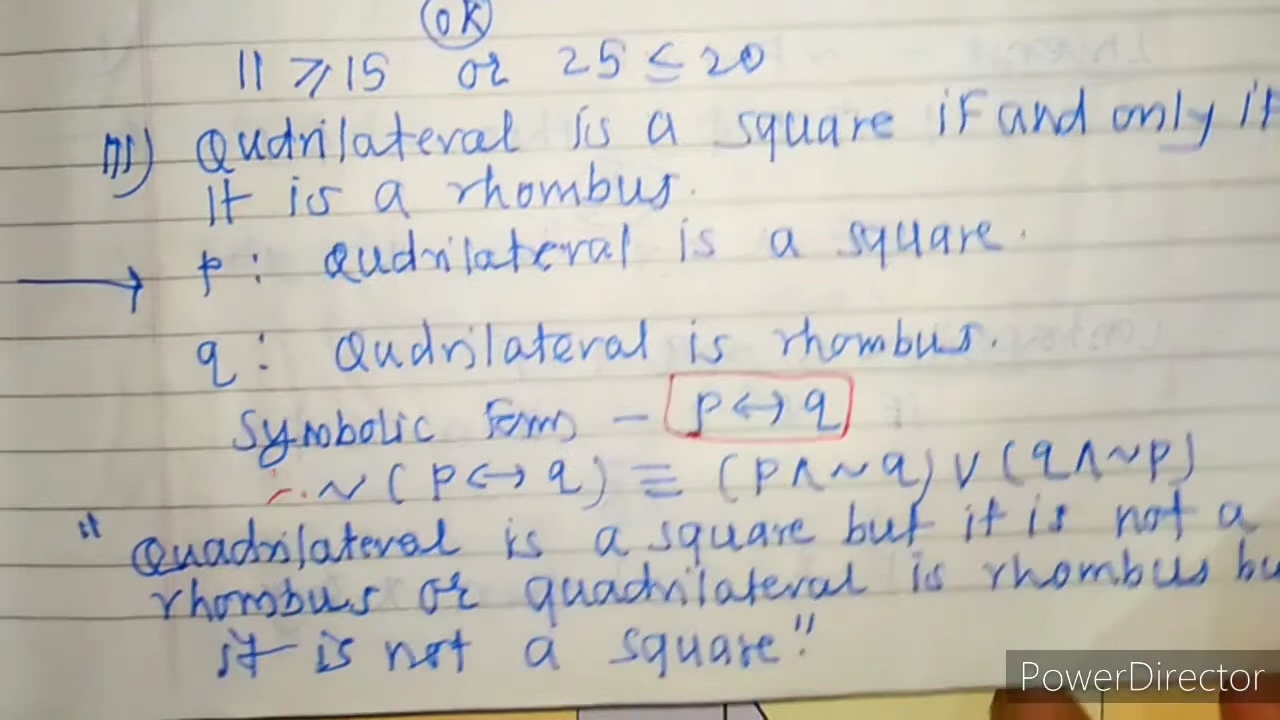 OK
11 ⩾ 15 or 25 ≤ 20
III) Qudrilateral is a square if and only if
It is a rhombus.
p : Qudrilateral is a square.
q : Qudrilateral is rhombus.
Symbolic Form - p ↔ q
∴ ~ ( p ↔ q ) ≡ ( p ∧ ~ q ) ∨ ( q ∧ ~ p )
" Quadrilateral is a square but it is not a
rhombus or quadrilateral is rhombus bu
it is not a square "
PowerDirector